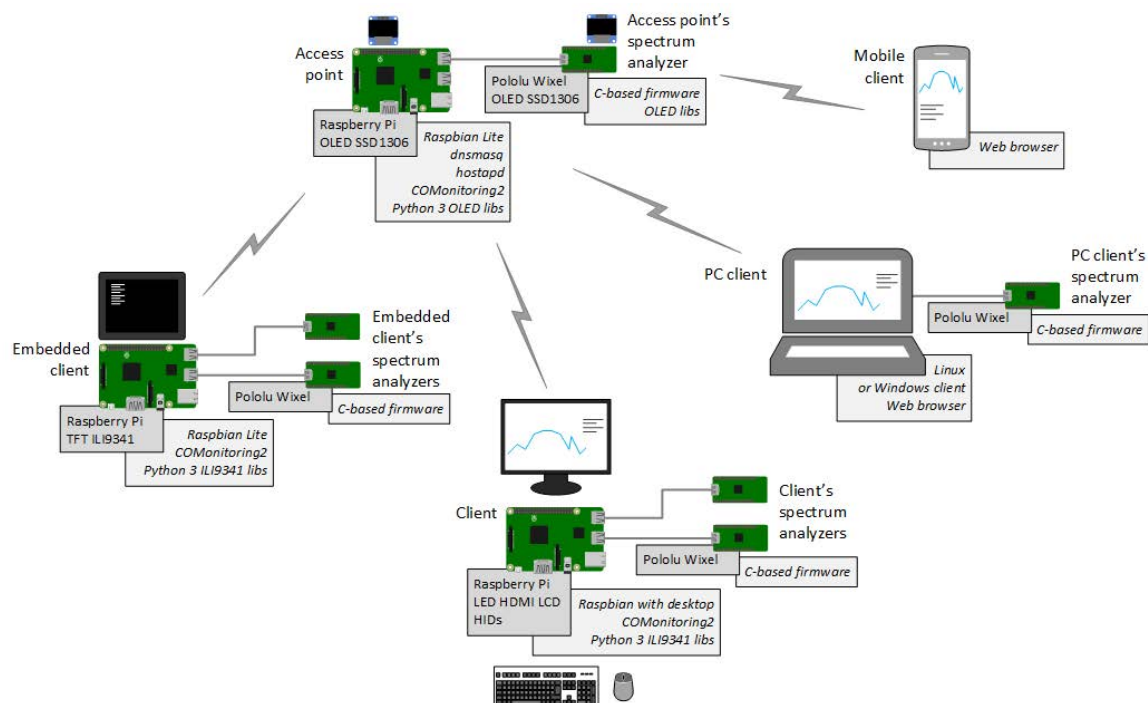 Access
point
Raspberry Pi
OLED SSD1306
Raspbian Lite
dnsmasq
hostapd
COMonitoring2
Python 3 OLED libs
Access point's
spectrum
analyzer
Pololu Wixel
OLED SSD1306
C-based firmware
OLED libs
Mobile
client
Web browser
PC client
PC client's
spectrum
analyzer
Pololu Wixel
C-based firmware
Linux
or Windows client
Web browser
Embedded
client
Raspberry Pi
TFT ILI9341
Raspbian Lite
COMonitoring2
Python 3 ILI9341 libs
Embedded
client's
spectrum
analyzers
Pololu Wixel
C-based firmware
Client
Raspberry Pi
LED HDMI LCD
HIDs
Raspbian with desktop
COMonitoring2
Python 3 ILI9341 libs
Client's
spectrum
analyzers
Pololu Wixel
C-based firmware